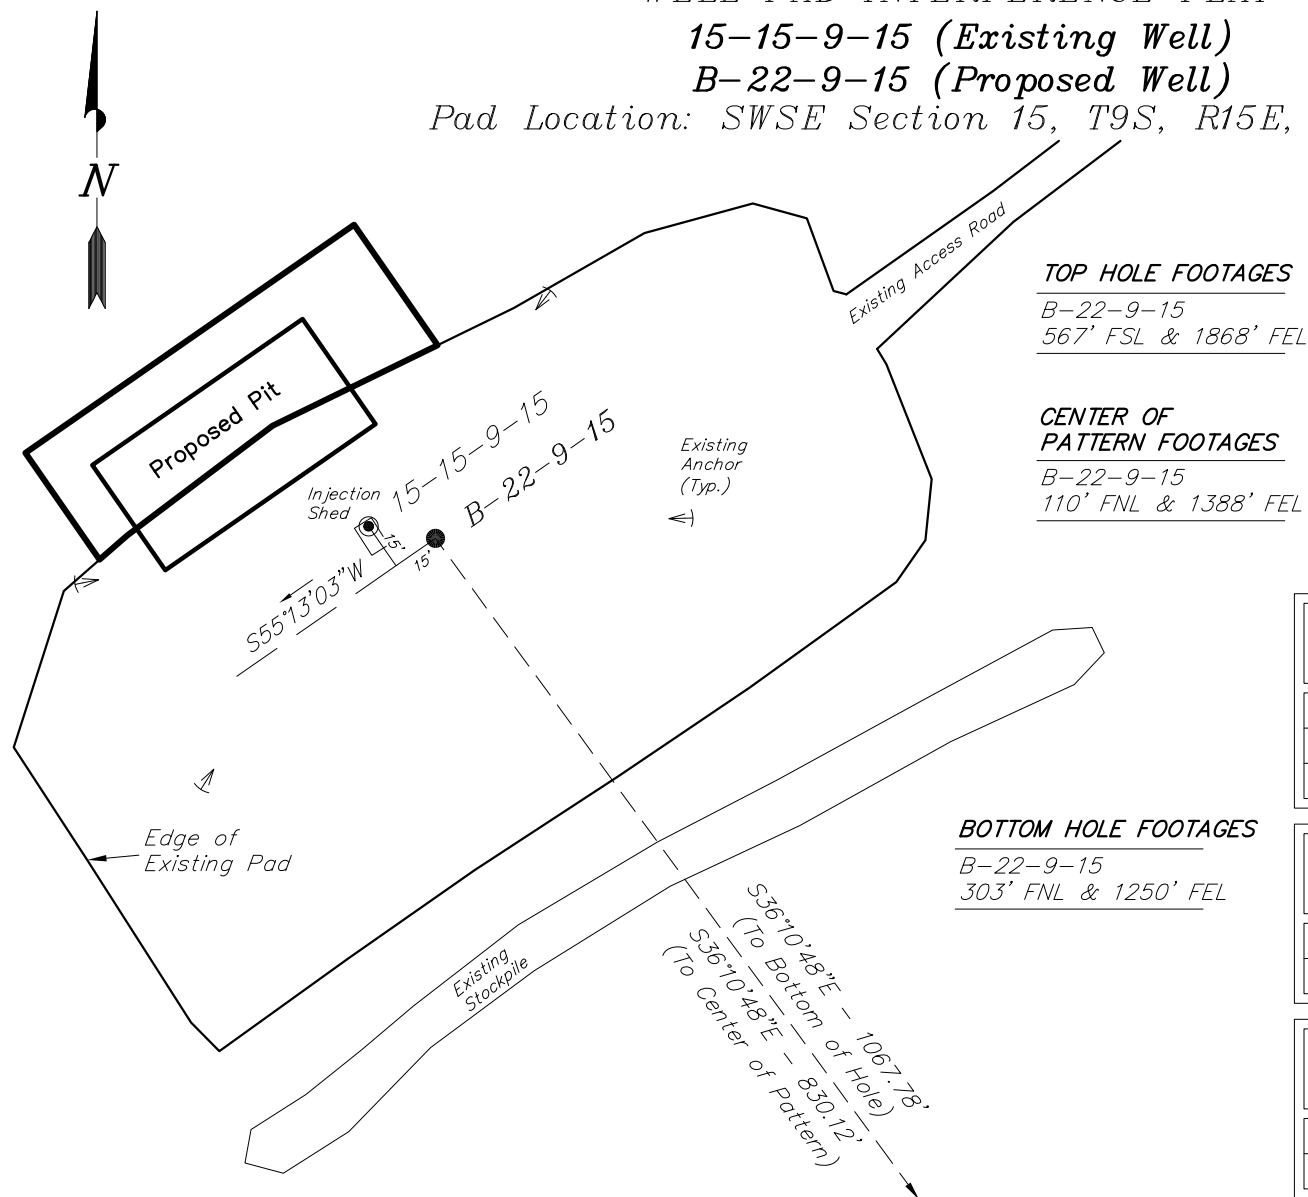 WELL PAD INTERFERENCE PLAT
15-15-9-15 (Existing Well)
B-22-9-15 (Proposed Well)
Pad Location: SWSE Section 15, T9S, R15E,
N
Existing Access Road
TOP HOLE FOOTAGES
B-22-9-15
567' FSL & 1868' FEL
CENTER OF
PATTERN FOOTAGES
B-22-9-15
110' FNL & 1388' FEL
Proposed Pit
15-15-9-15
B-22-9-15
Injection
Shed
Existing
Anchor
(Typ.)
15'
15'
S55°13'03"W
Edge of
Existing Pad
BOTTOM HOLE FOOTAGES
B-22-9-15
303' FNL & 1250' FEL
Existing
Stockpile
S36°10'48"E - 1067.78'
(To Bottom of Hole)
S36°10'48"E - 830.12'
(To Center of Pattern)